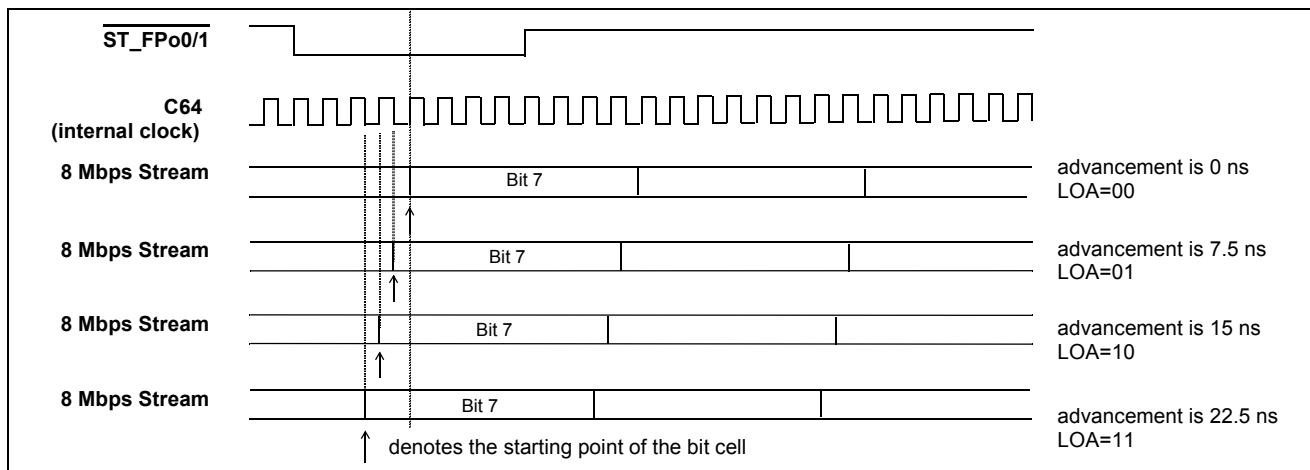 ST_FPo0/1
C64
(internal clock)
8 Mbps Stream
Bit 7
advancement is 0 ns
LOA=00
8 Mbps Stream
Bit 7
advancement is 7.5 ns
LOA=01
8 Mbps Stream
Bit 7
advancement is 15 ns
LOA=10
8 Mbps Stream
Bit 7
advancement is 22.5 ns
LOA=11
denotes the starting point of the bit cell